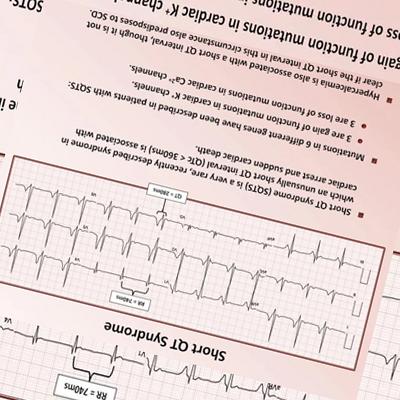 Short QT Syndrome
RR = 740ms
QT = 280ms
Short QT syndrome (SQTS) is a very rare, recently described syndrome in
which an unusually short QT interval (QTc < 360ms) is associated with
cardiac arrest and sudden cardiac death.
Mutations in 6 different genes have been described in patients with SQTS:
3 are gain of function mutations in cardiac K⁺ channels.
3 are loss of function mutations in cardiac Ca²⁺ channels.
Hypercalcemia is also associated with a short QT interval, though it is not
clear if the short QT interval in this circumstance also predisposes to SCD.
RR = 740ms
aVR
V1
V4
gain of function mutations in cardiac K⁺ chann
loss of function mutations
SQTS: